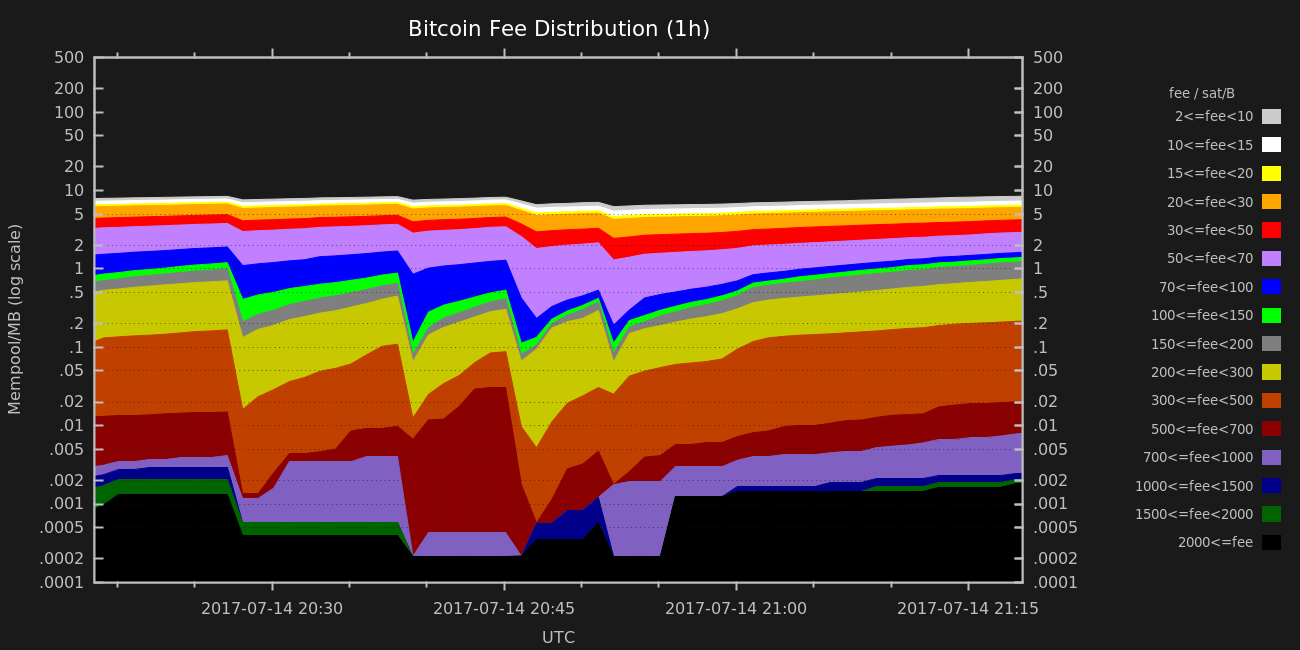 Bitcoin Fee Distribution (1h)
500 500
200 200
100 100
50 50
20 20
10 10
5 5
2 2
1 1
.5 .5
.2 .2
.1 .1
.05 .05
.02 .02
.01 .01
.005 .005
.002 .002
.001 .001
.0005 .0005
.0002 .0002
.0001 .0001
Mempool/MB (log scale)
2017-07-14 20:30 2017-07-14 20:45 2017-07-14 21:00 2017-07-14 21:15
UTC
fee / sat/B
2<=fee<10
10<=fee<15
15<=fee<20
20<=fee<30
30<=fee<50
50<=fee<70
70<=fee<100
100<=fee<150
150<=fee<200
200<=fee<300
300<=fee<500
500<=fee<700
700<=fee<1000
1000<=fee<1500
1500<=fee<2000
2000<=fee